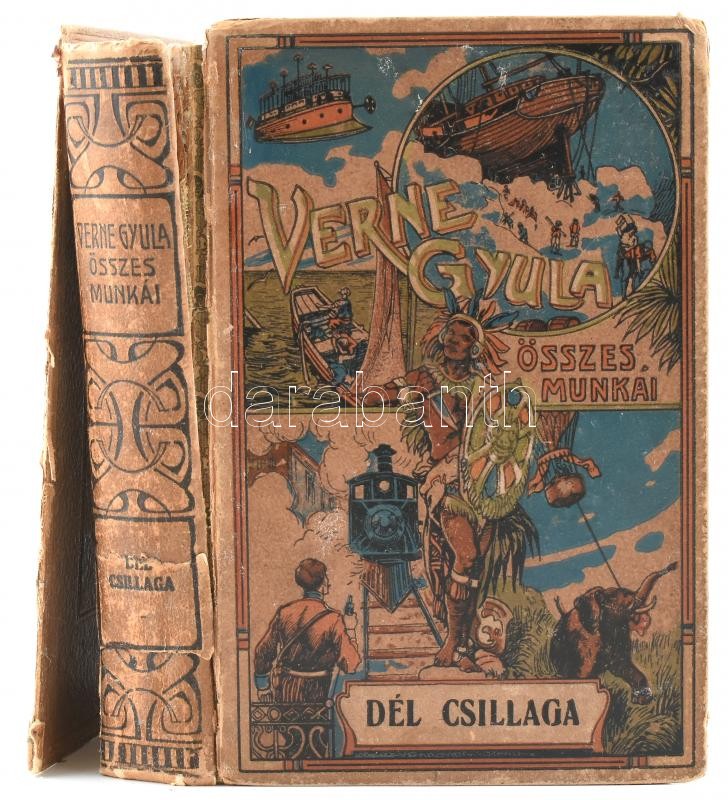 VERNE GYULA
ÖSSZES
MUNKÁI
DÉL
CSILLAGA
VERNE
GYULA
ÖSSZES
MUNKÁI
darabanth
DÉL CSILLAGA